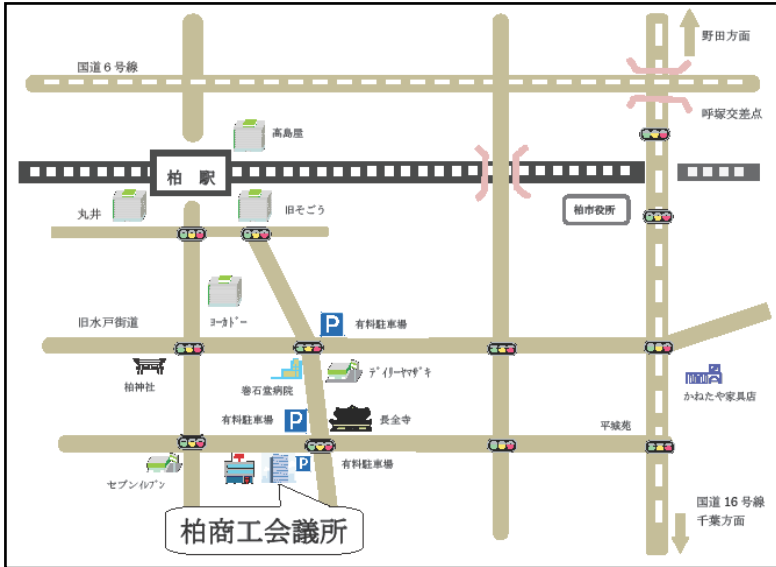 野田方面
国道6号線
呼塚交差点
高島屋
柏 駅
丸井
旧そごう
柏市役所
旧水戸街道
ヨーカドー
P
有料駐車場
柏神社
巻石堂病院
デイリーヤマザキ
かねたや家具店
有料駐車場
P
長全寺
平城苑
セブンイレブン
P
有料駐車場
柏商工会議所
国道16号線
千葉方面